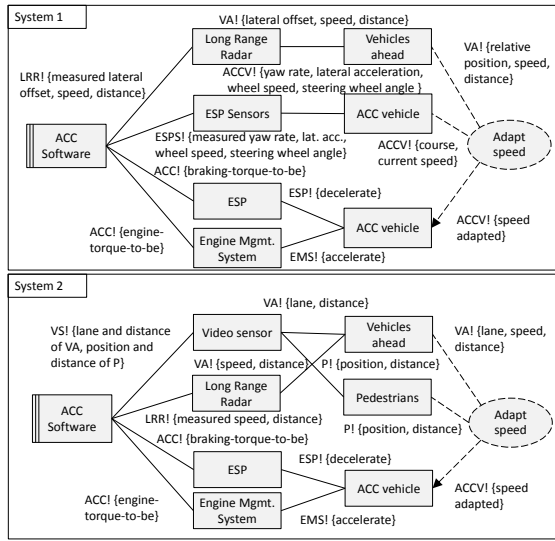 System 1
VA! {lateral offset, speed, distance}
Long Range
Radar
Vehicles
ahead
VA! {relative
position, speed,
distance}
LRR! {measured lateral
offset, speed, distance}
ACCV! {yaw rate, lateral acceleration,
wheel speed, steering wheel angle }
ACC
Software
ESP Sensors
ACC vehicle
Adapt
speed
ESPS! {measured yaw rate, lat. acc.,
wheel speed, steering wheel angle}
ACCV! {course,
current speed}
ACC! {braking-torque-to-be}
ESP! {decelerate}
ESP
ACC vehicle
ACC! {engine-
torque-to-be}
Engine Mgmt.
System
EMS! {accelerate}
ACCV! {speed
adapted}
System 2
VA! {lane, distance}
VS! {lane and distance
of VA, position and
distance of P}
Video sensor
Vehicles
ahead
VA! {lane, speed,
distance}
VA! {speed, distance}
P! {position, distance}
ACC
Software
Long Range
Radar
Pedestrians
Adapt
speed
LRR! {measured speed, distance}
P! {position, distance}
ACC! {braking-torque-to-be}
ESP! {decelerate}
ESP
ACC vehicle
ACC! {engine-
torque-to-be}
Engine Mgmt.
System
EMS! {accelerate}
ACCV! {speed
adapted}